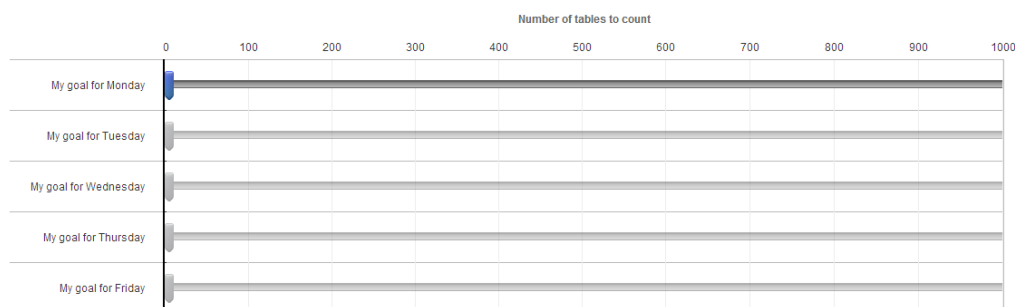 Number of tables to count
0 100 200 300 400 500 600 700 800 900 1000
My goal for Monday
My goal for Tuesday
My goal for Wednesday
My goal for Thursday
My goal for Friday